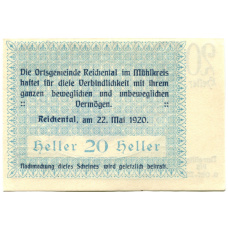 Die Ortsgemeinde Reichental im Mühlkreis
haftet für diese Verbindlichkeit mit ihrem
ganzen beweglichen und unbeweglichen
:: Vermögen. ::
Reichental, am 22. Mai 1920.
Heller 20 Heller
Nachmachung dieses Scheines wird gesetzlich bestraft.